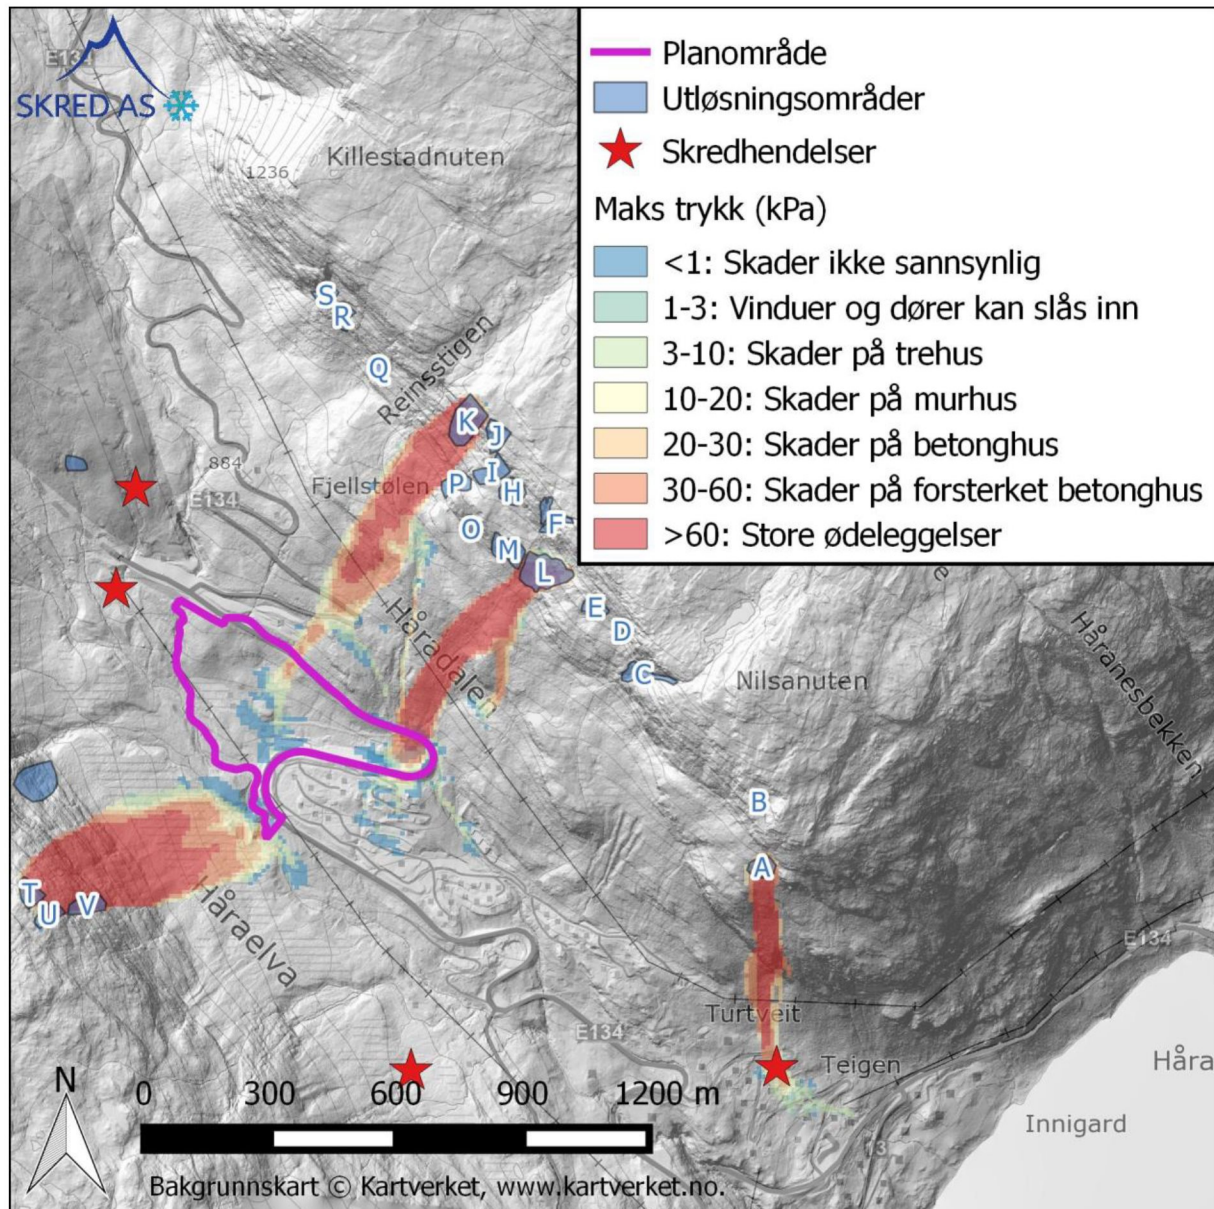 E134
SKRED AS
Planområde
Utløsningsområder
Skredhendelser
Maks trykk (kPa)
<1: Skader ikke sannsynlig
1-3: Vinduer og dører kan slås inn
3-10: Skader på trehus
10-20: Skader på murhus
20-30: Skader på betonghus
30-60: Skader på forsterket betonghus
>60: Store ødeleggelser
Killestadnuten
1236
S
R
Q
Reinsstigen
K
J
884
I
P
H
Fjellstølen
E134
F
O
M
L
E
D
C
Håradalen
Nilsanuten
Håranesbekken
B
A
T
U
V
Håraelva
E134
Turtveit
E134
Teigen
Håra
Innigard
13
N
0 300 600 900 1200 m
Bakgrunnskart © Kartverket, www.kartverket.no.